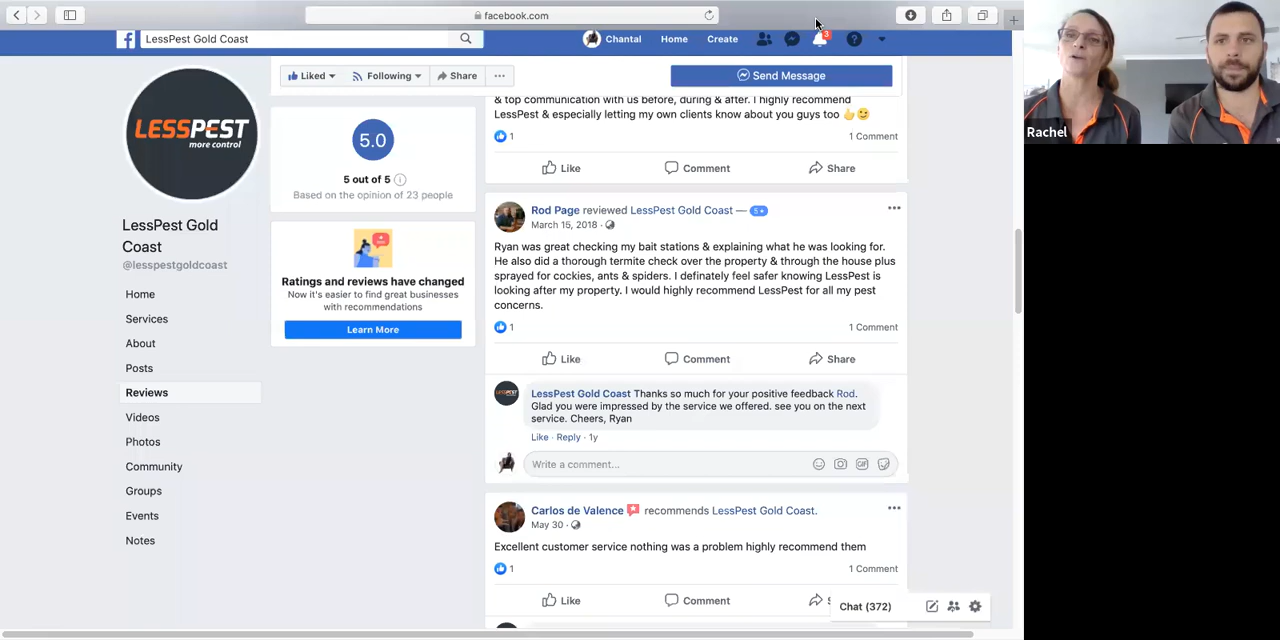 facebook.com
LessPest Gold Coast
Chantal
Home
Create
3
Liked
Following
Share
Send Message
LESSPEST
more control
LessPest Gold
Coast
@lesspestgoldcoast
Home
Services
About
Posts
Reviews
Videos
Photos
Community
Groups
Events
Notes
5.0
5 out of 5
Based on the opinion of 23 people
Ratings and reviews have changed
Now it's easier to find great businesses
with recommendations
Learn More
& top communication with us before, during & after. I highly recommend
LessPest & especially letting my own clients know about you guys too 👍😉
1
1 Comment
Like Comment Share
Rod Page reviewed LessPest Gold Coast — 5★
March 15, 2018 ·
Ryan was great checking my bait stations & explaining what he was looking for.
He also did a thorough termite check over the property & through the house plus
sprayed for cockies, ants & spiders. I definately feel safer knowing LessPest is
looking after my property. I would highly recommend LessPest for all my pest
concerns.
1
1 Comment
Like Comment Share
LessPest Gold Coast Thanks so much for your positive feedback Rod.
Glad you were impressed by the service we offered. see you on the next
service. Cheers, Ryan
Like · Reply · 1y
Write a comment...
GIF
Carlos de Valence recommends LessPest Gold Coast.
May 30 ·
Excellent customer service nothing was a problem highly recommend them
1
1 Comment
Like Comment
Chat (372)
Rachel